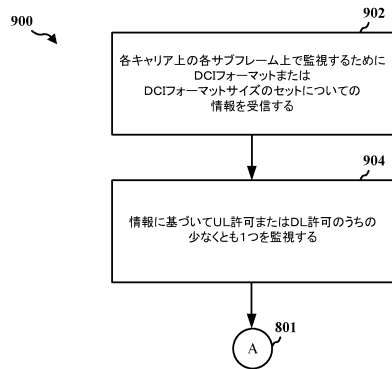 900
902
各キャリア上の各サブフレーム上で監視するために
DCIフォーマットまたは
DCIフォーマットサイズのセットについての
情報を受信する
904
情報に基づいてUL許可またはDL許可のうちの
少なくとも1つを監視する
801
A